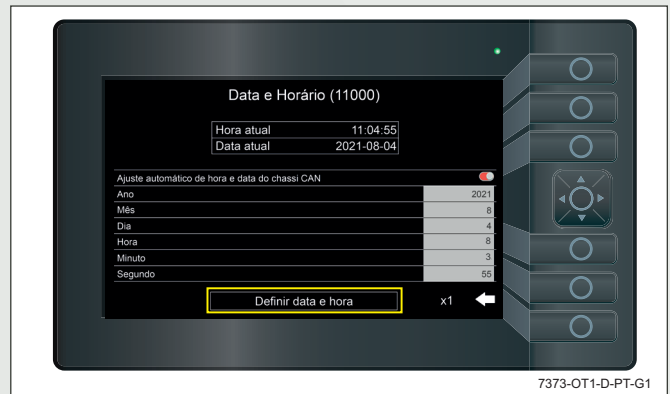 Data e Horário (11000)
Hora atual 11:04:55
Data atual 2021-08-04
Ajuste automático de hora e data do chassi CAN
Ano 2021
Mês 8
Dia 4
Hora 8
Minuto 3
Segundo 55
Definir data e hora x1
7373-OT1-D-PT-G1